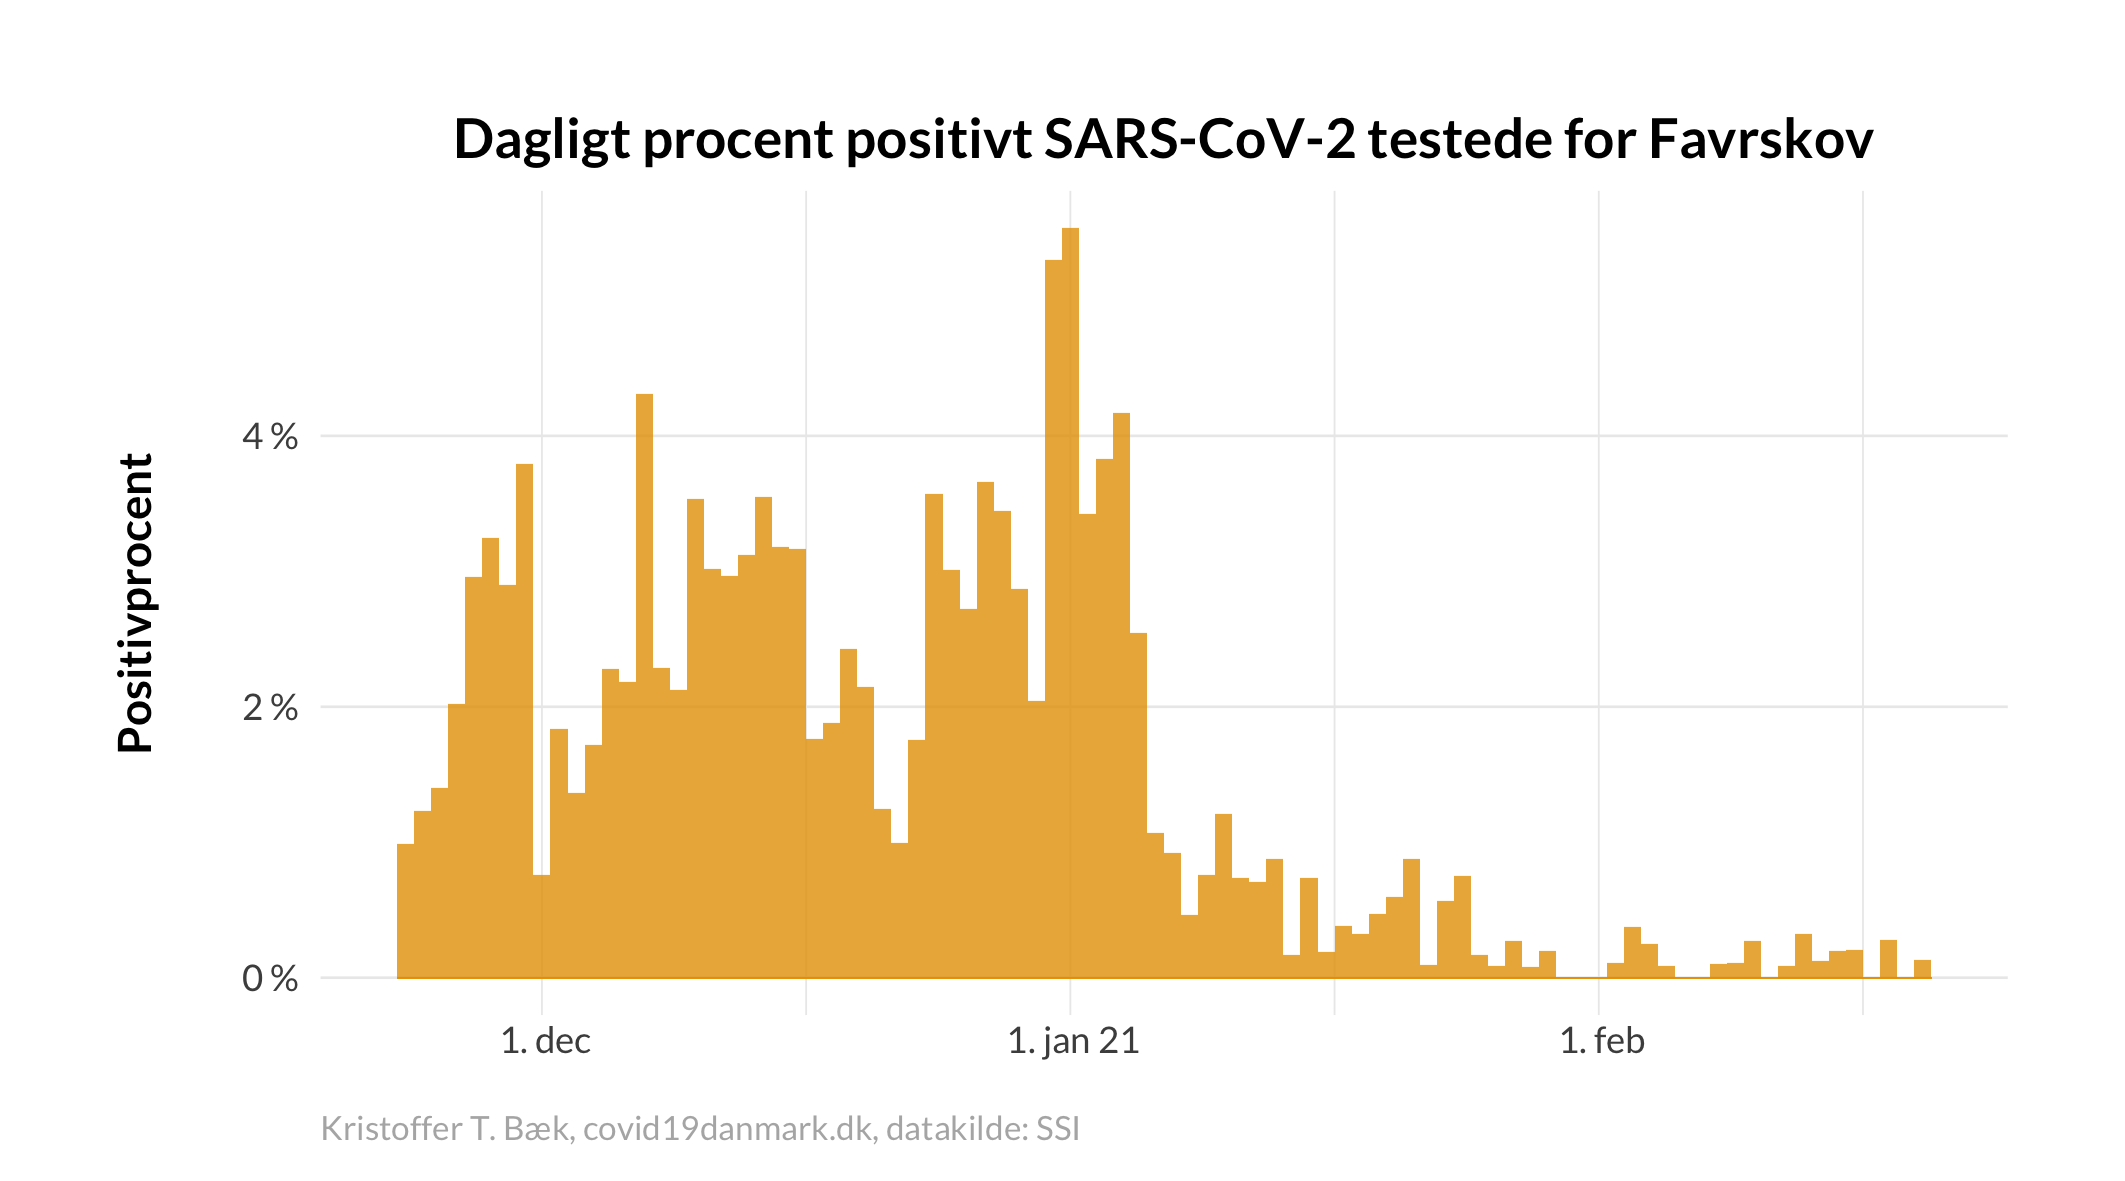 Dagligt procent positivt SARS-CoV-2 testede for Favrskov
Positivprocent
4 %
2 %
0 %
1. dec
1. jan 21
1. feb
Kristoffer T. Bæk, covid19danmark.dk, datakilde: SSI